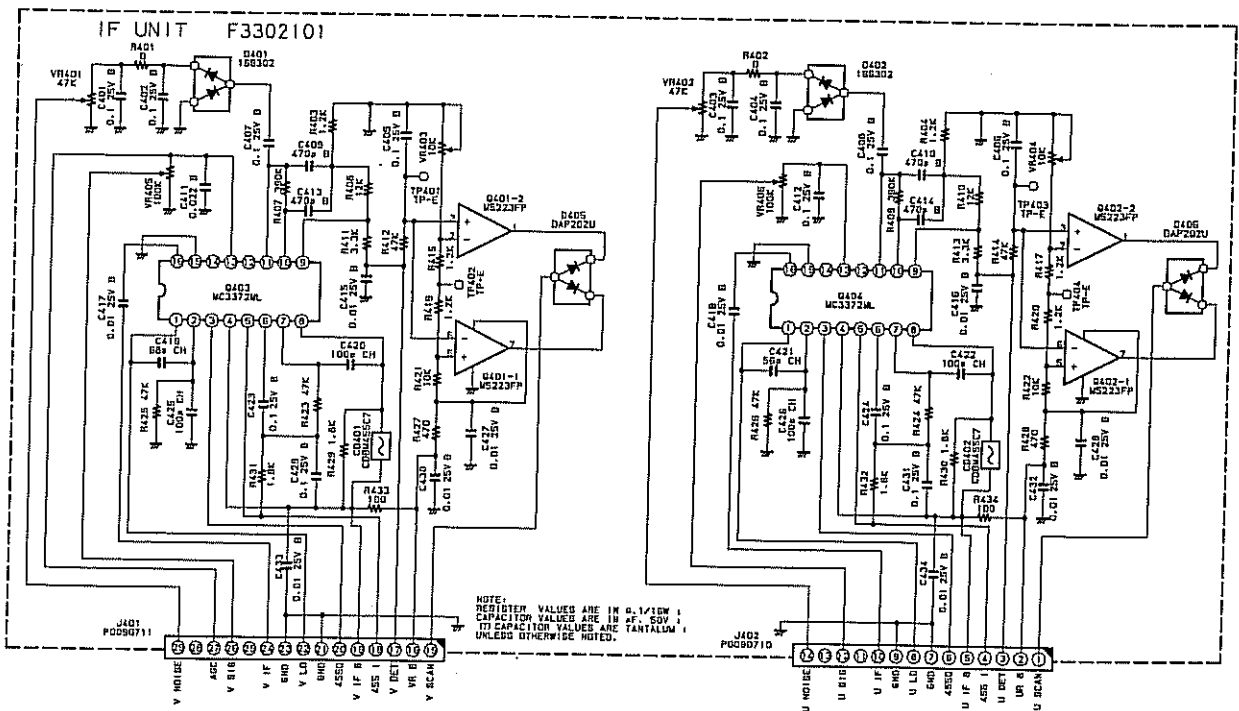 IF UNIT F3302101
R401
0
D401
1SS302
VR401
47K
C401
0.1 25V B
C402
0.1 25V B
C407
0.1 25V B
R403
1.2K
C409
470p B
C405
0.1 25V B
VR403
10K
VR405
100K
C411
0.022 B
R407
C413
470p B
R408
12K
TP401
TP-E
Q401-2
M5223FP
D405
DAP202U
R411
3.3K
R412
47K
R415
1.2K
TP402
TP-E
R419
1.2K
C415
0.01 25V B
Q403
MC3372ML
C417
0.01 25V B
C419
68p CH
C420
100p CH
R421
10K
Q401-1
M5223FP
R425 47K
C425
100p CH
C423
0.1 25V B
R423 47K
R429 1.8K
CD401
CDBM455C7
R427
470
C427
0.01 25V B
R431
1.8K
C429
0.1 25V B
C430
0.01 25V B
R433
100
C433
0.01 25V B
J401
P0090711
V NOISE
AGC
V SIG
V IF
GND
V LO
GND
455O
V IF B
455 I
V DET
VR B
V SCAN
R402
0
D402
1SS302
C403
0.1 25V B
C404
0.1 25V B
0.1 25V B
R404
1.2K
C410
470p B
VR404
10K
VR406
100K
C412
0.1 25V B
C414
470p B
R410
12K
TP403
TP-E
Q402-2
M5223FP
D406
DAP202U
R413
3.3K
R414
47K
R417
1.2K
TP404
TP-E
R420
1.2K
C416
0.01 25V B
Q404
MC3372ML
C418
0.01 25V B
C421
56p CH
C422
100p CH
R422
10K
Q402-1
M5223FP
R426 47K
C426
100p CH
C424
0.1 25V B
R424 47K
R430 1.8K
CD402
CDBM455C7
R428
470
0.01 25V B
R432
1.8K
C431
0.1 25V B
C432
0.01 25V B
R434
100
C434
0.01 25V B
NOTE:
REGISTER VALUES ARE IN 0.1/16W ;
CAPACITOR VALUES ARE IN µF. 50V ;
(T) CAPACITOR VALUES ARE TANTALUM ;
UNLESS OTHERWISE NOTED.
J402
P0090710
U NOISE
U SIG
U IF
GND
U LO
GND
455O
U IF B
455 I
U DET
VR B
U SCAN